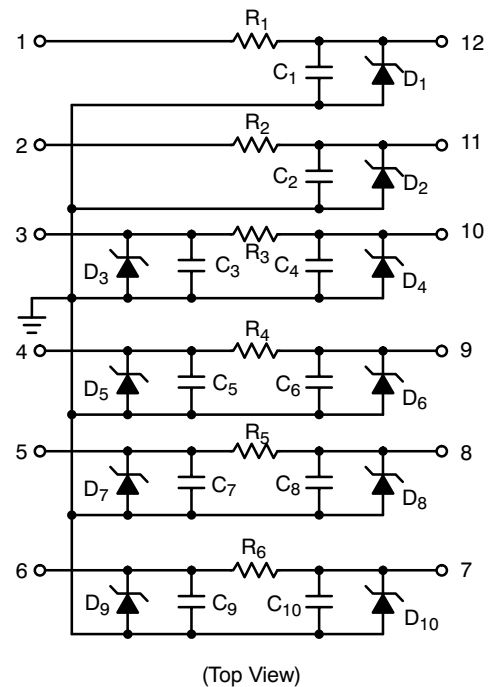 1 R1 12
C1 D1
2 R2 11
C2 D2
3 R3 10
D3 C3 C4 D4
4 R4 9
D5 C5 C6 D6
5 R5 8
D7 C7 C8 D8
6 R6 7
D9 C9 C10 D10
(Top View)